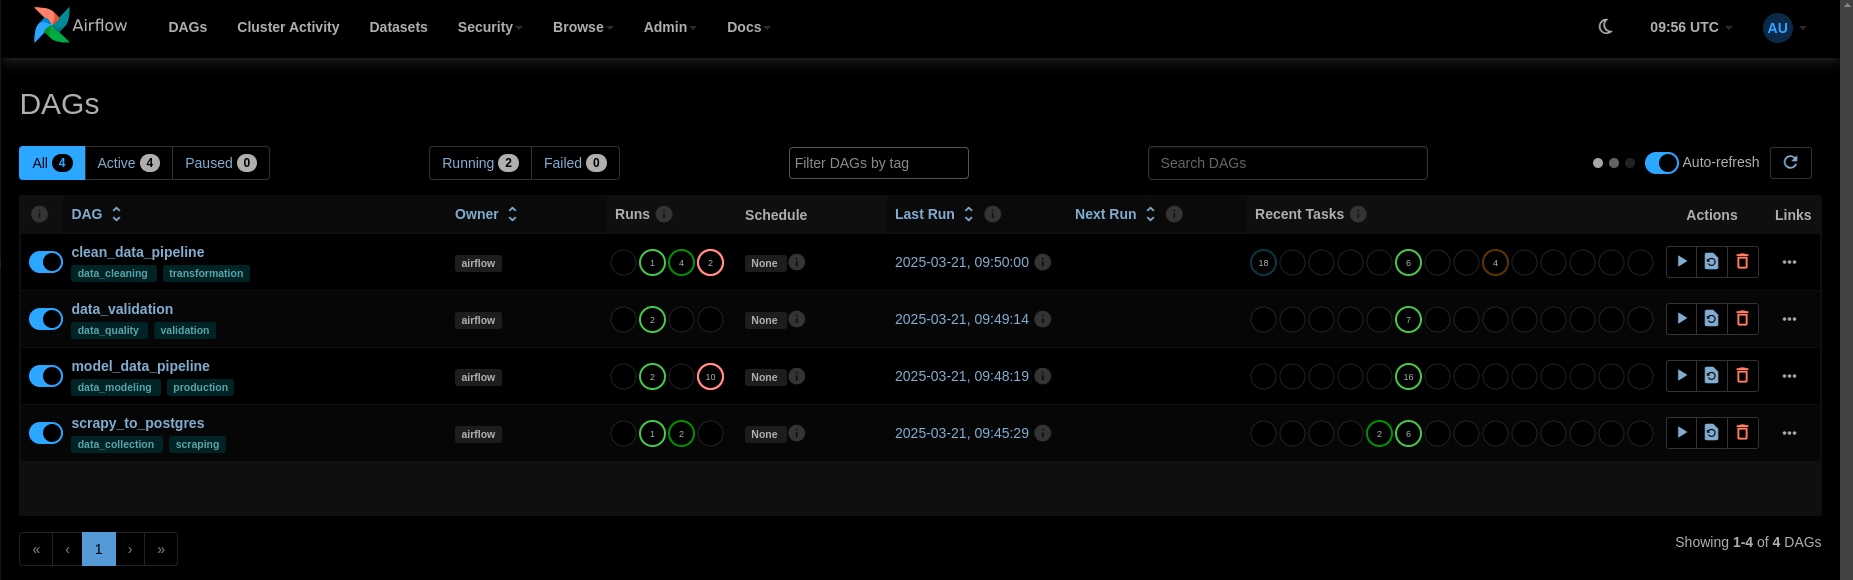 Airflow DAGs Cluster Activity Datasets Security Browse Admin Docs 09:56 UTC AU
DAGs
All 4 Active 4 Paused 0 Running 2 Failed 0 Filter DAGs by tag Search DAGs Auto-refresh
DAG Owner Runs Schedule Last Run Next Run Recent Tasks Actions Links
clean_data_pipeline
data_cleaning transformation
airflow 1 4 2 None 2025-03-21, 09:50:00 18 6 4
data_validation
data_quality validation
airflow 2 None 2025-03-21, 09:49:14 7
model_data_pipeline
data_modeling production
airflow 2 10 None 2025-03-21, 09:48:19 16
scrapy_to_postgres
data_collection scraping
airflow 1 2 None 2025-03-21, 09:45:29 2 6
« ‹ 1 › »
Showing 1-4 of 4 DAGs